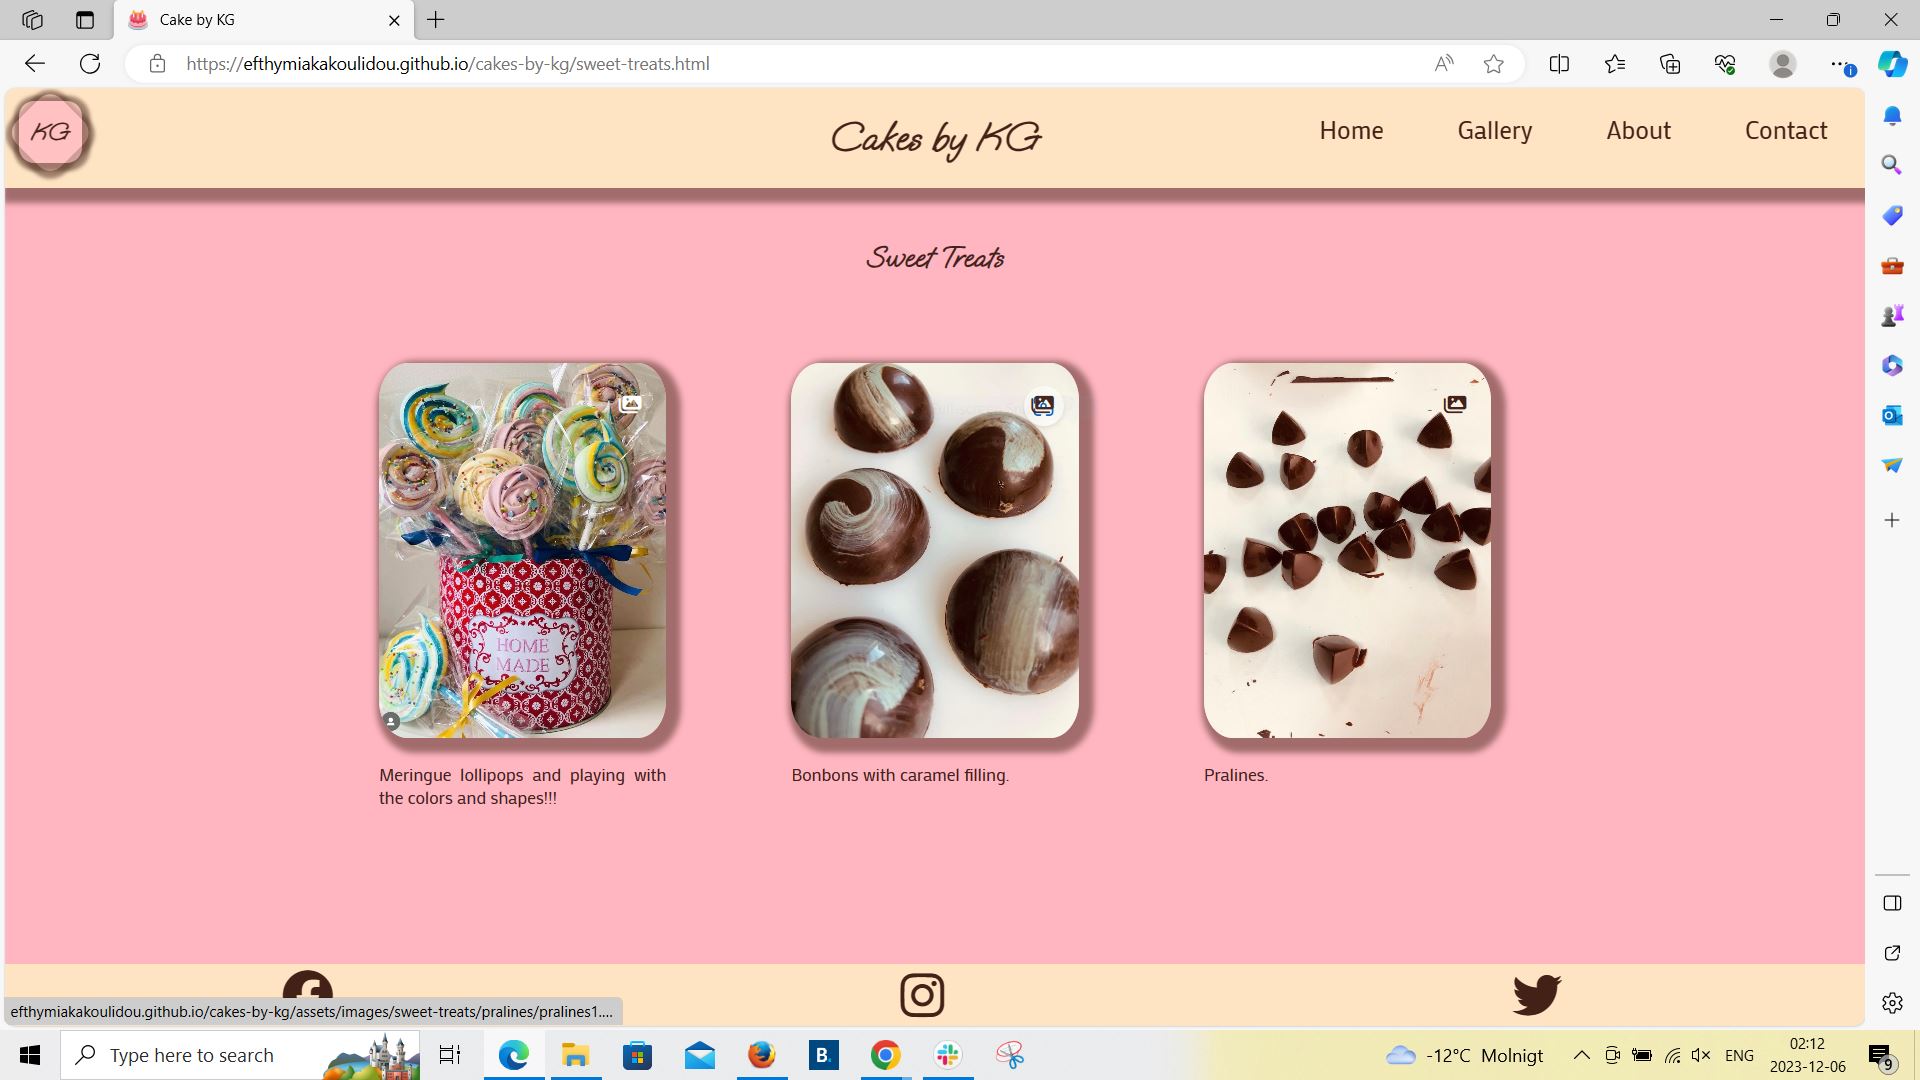 Cake by KG
https://efthymiakakoulidou.github.io/cakes-by-kg/sweet-treats.html
KG
Cakes by KG
Home
Gallery
About
Contact
Sweet Treats
HOME
MADE
Meringue lollipops and playing with
the colors and shapes!!!
Bonbons with caramel filling.
Pralines.
efthymiakakoulidou.github.io/cakes-by-kg/assets/images/sweet-treats/pralines/pralines1....
Type here to search
B.
-12°C Molnigt
ENG
02:12
2023-12-06
9